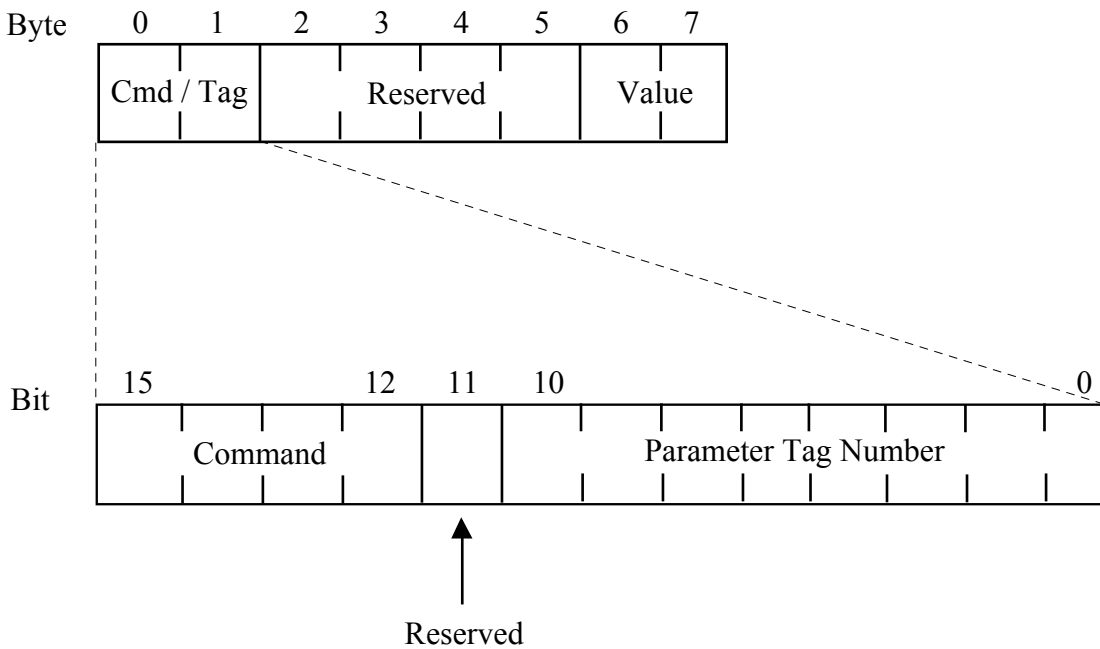 Byte 0 1 2 3 4 5 6 7
Cmd / Tag Reserved Value
15 12 11 10 0
Bit
Command Parameter Tag Number
Reserved